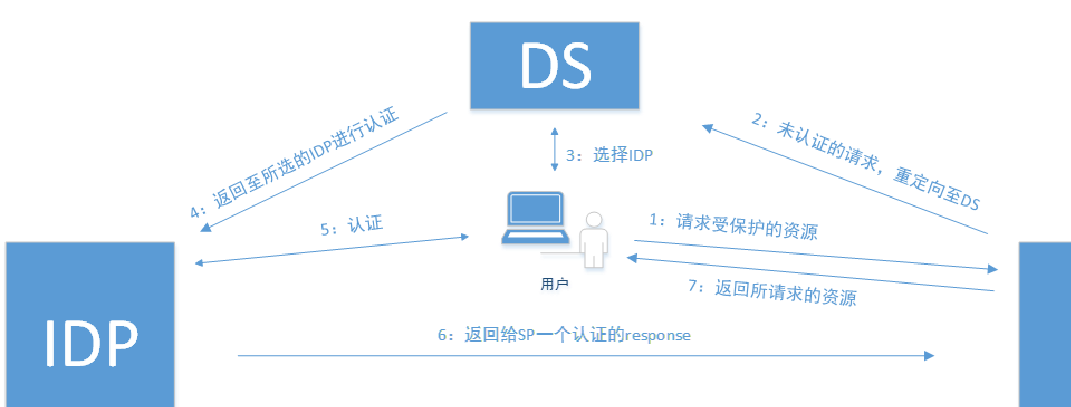 DS
2：未认证的请求，重定向至DS
4：返回至所选的IDP进行认证
3：选择IDP
5：认证
1：请求受保护的资源
用户
7：返回所请求的资源
IDP
6：返回给SP一个认证的response